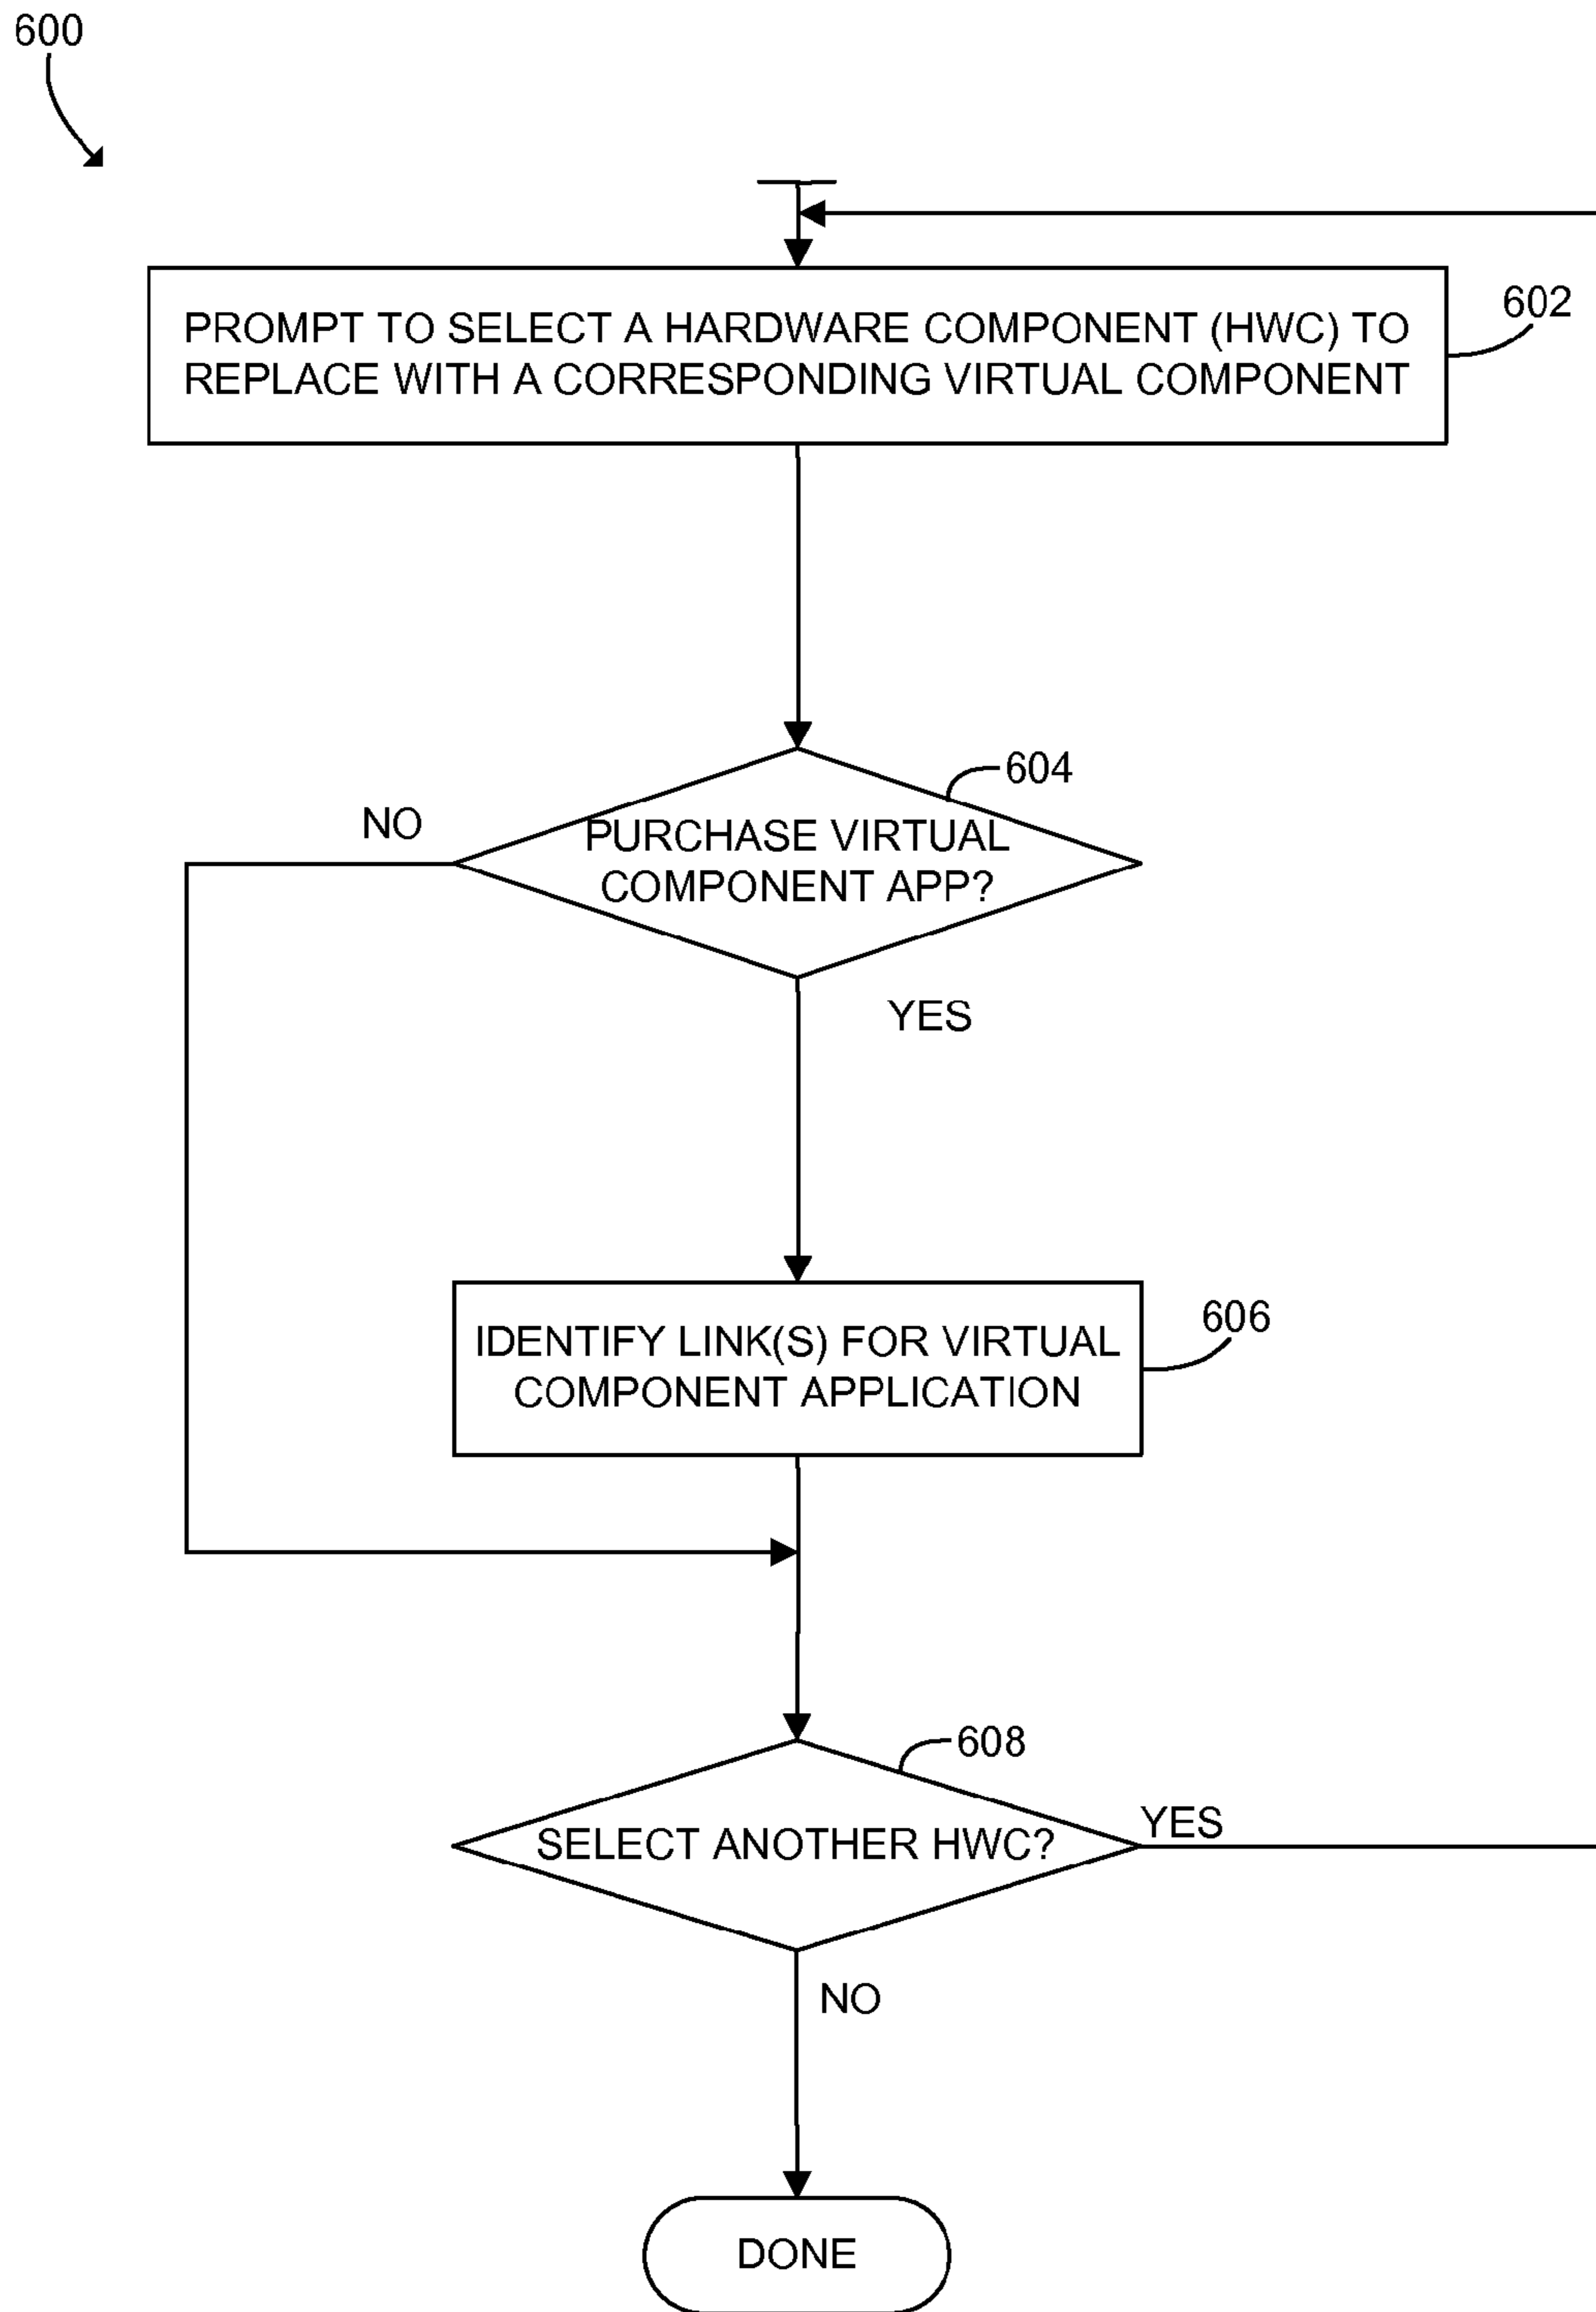 600
PROMPT TO SELECT A HARDWARE COMPONENT (HWC) TO
REPLACE WITH A CORRESPONDING VIRTUAL COMPONENT
602
604
NO
PURCHASE VIRTUAL
COMPONENT APP?
YES
IDENTIFY LINK(S) FOR VIRTUAL
COMPONENT APPLICATION
606
608
SELECT ANOTHER HWC?
YES
NO
DONE